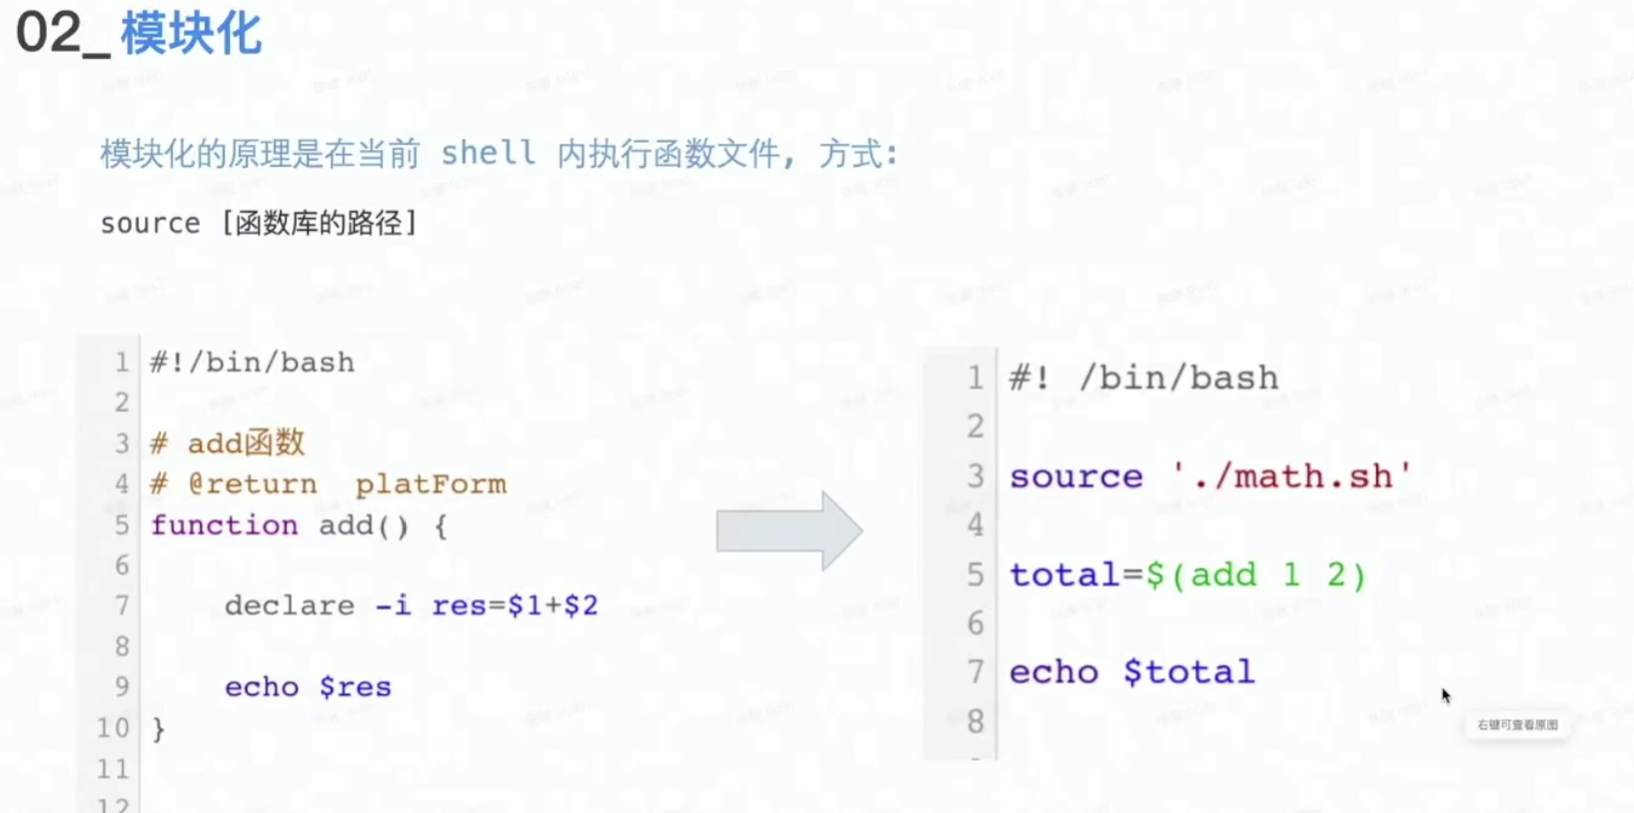 02_模块化
模块化的原理是在当前 shell 内执行函数文件, 方式:
source [函数库的路径]
1 #!/bin/bash
2
3 # add函数
4 # @return  platForm
5 function add() {
6
7     declare -i res=$1+$2
8
9     echo $res
10 }
11
12
1 #! /bin/bash
2
3 source './math.sh'
4
5 total=$(add 1 2)
6
7 echo $total
8
右键可查看原图